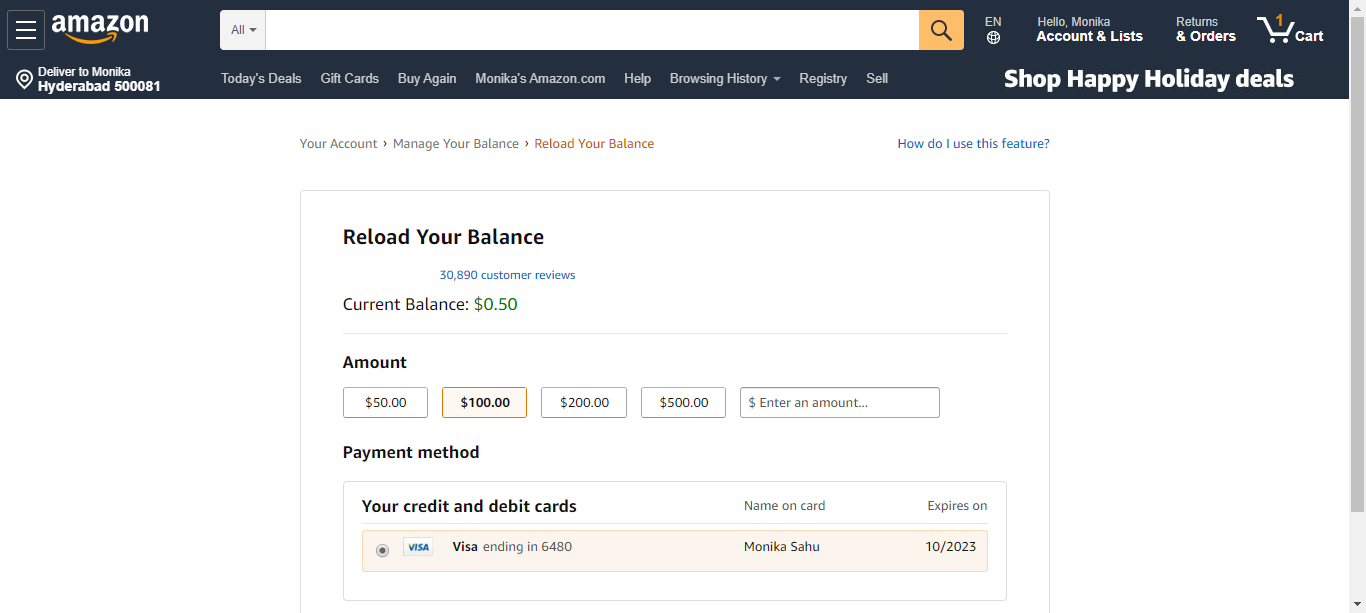 amazon
All
EN
Hello, Monika
Account & Lists
Returns
& Orders
1
Cart
Deliver to Monika
Hyderabad 500081
Today's Deals Gift Cards Buy Again Monika's Amazon.com Help Browsing History Registry Sell
Shop Happy Holiday deals
Your Account › Manage Your Balance › Reload Your Balance
How do I use this feature?
Reload Your Balance
30,890 customer reviews
Current Balance: $0.50
Amount
$50.00 $100.00 $200.00 $500.00 $ Enter an amount...
Payment method
Your credit and debit cards Name on card Expires on
VISA Visa ending in 6480 Monika Sahu 10/2023